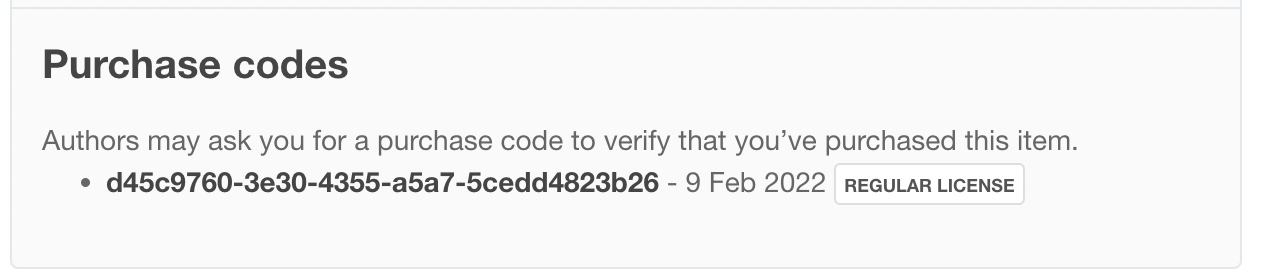 Purchase codes
Authors may ask you for a purchase code to verify that you’ve purchased this item.
• d45c9760-3e30-4355-a5a7-5cedd4823b26 - 9 Feb 2022 REGULAR LICENSE